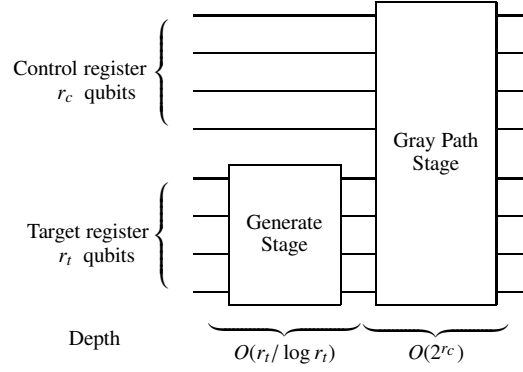 Control register
r_c qubits
Gray Path
Stage
Generate
Stage
Target register
r_t qubits
Depth
O(r_t / log r_t)
O(2^{r_c})